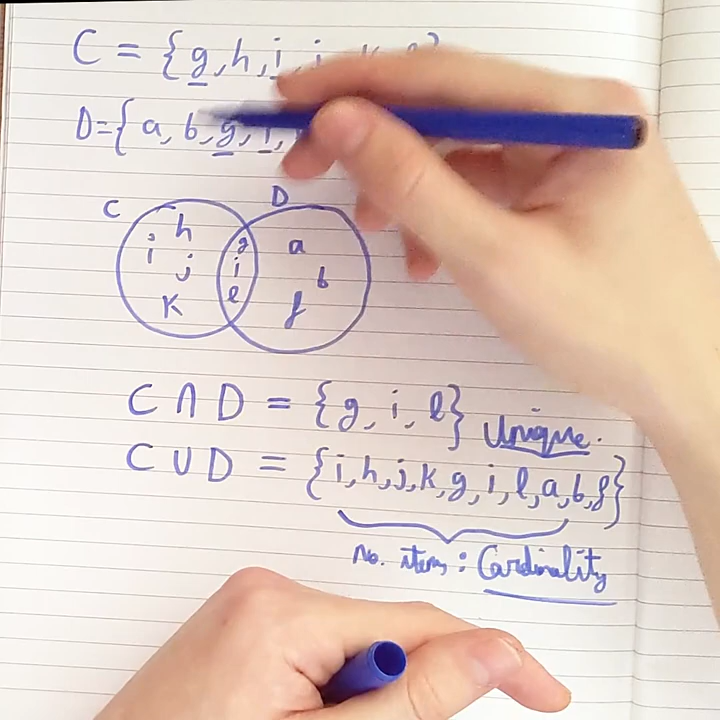 C = {g, h, i, j, k, l}
D={ a, b, g, i,
C D
h g a
i i b
j l f
K
C ∩ D = {g, i, l} Unique.
C ∪ D = {i, h, j, k, g, i, l, a, b, f}
No. items : Cardinality